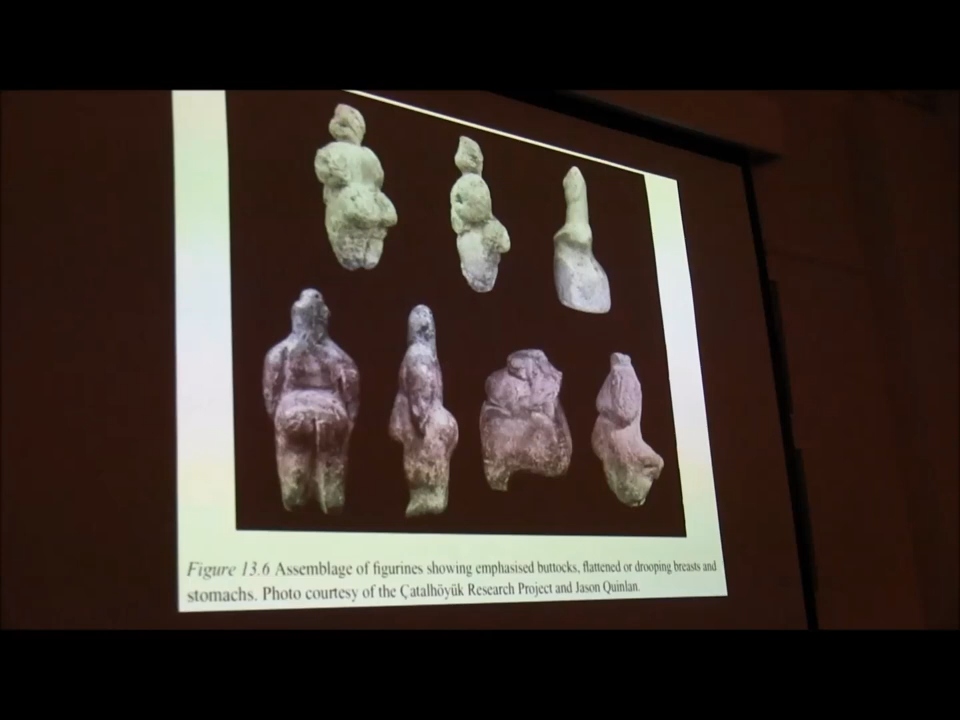 Figure 13.6 Assemblage of figurines showing emphasised buttocks, flattened or drooping breasts and
stomachs. Photo courtesy of the Çatalhöyük Research Project and Jason Quinlan.